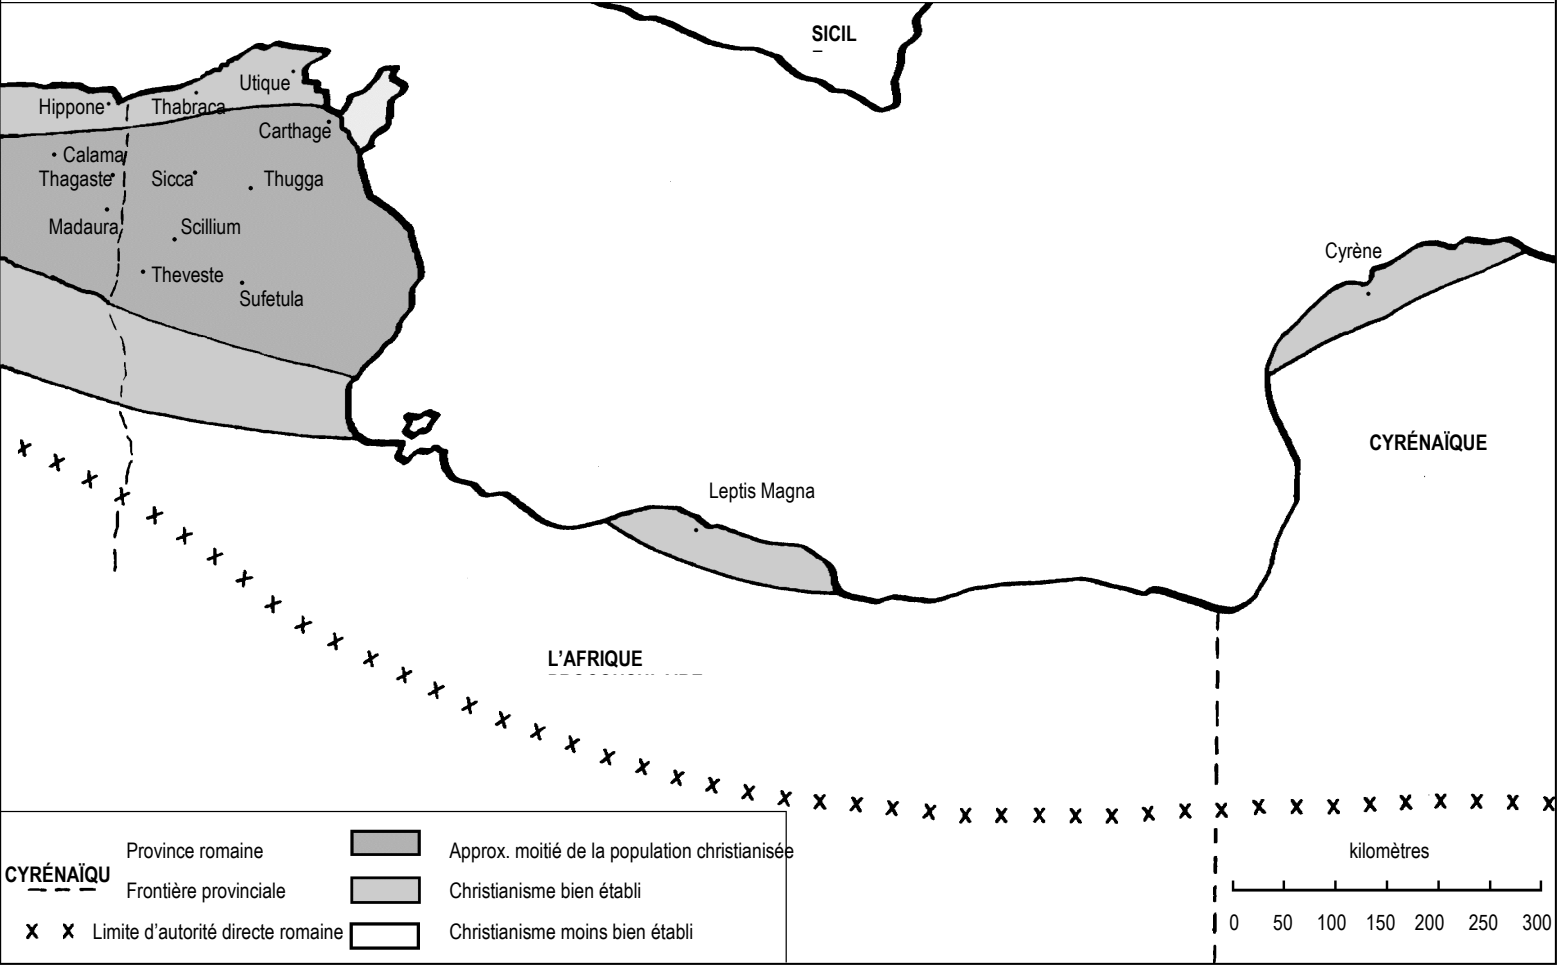 SICIL
Utique
Hippone
Thabraca
Carthage
Calama
Thagaste
Sicca
Thugga
Madaura
Scillium
Cyrène
Theveste
Sufetula
CYRÉNAÏQUE
Leptis Magna
L'AFRIQUE
Province romaine
Approx. moitié de la population christianisée
kilomètres
CYRÉNAÏQU
Frontière provinciale
Christianisme bien établi
x x Limite d'autorité directe romaine
Christianisme moins bien établi
0 50 100 150 200 250 300